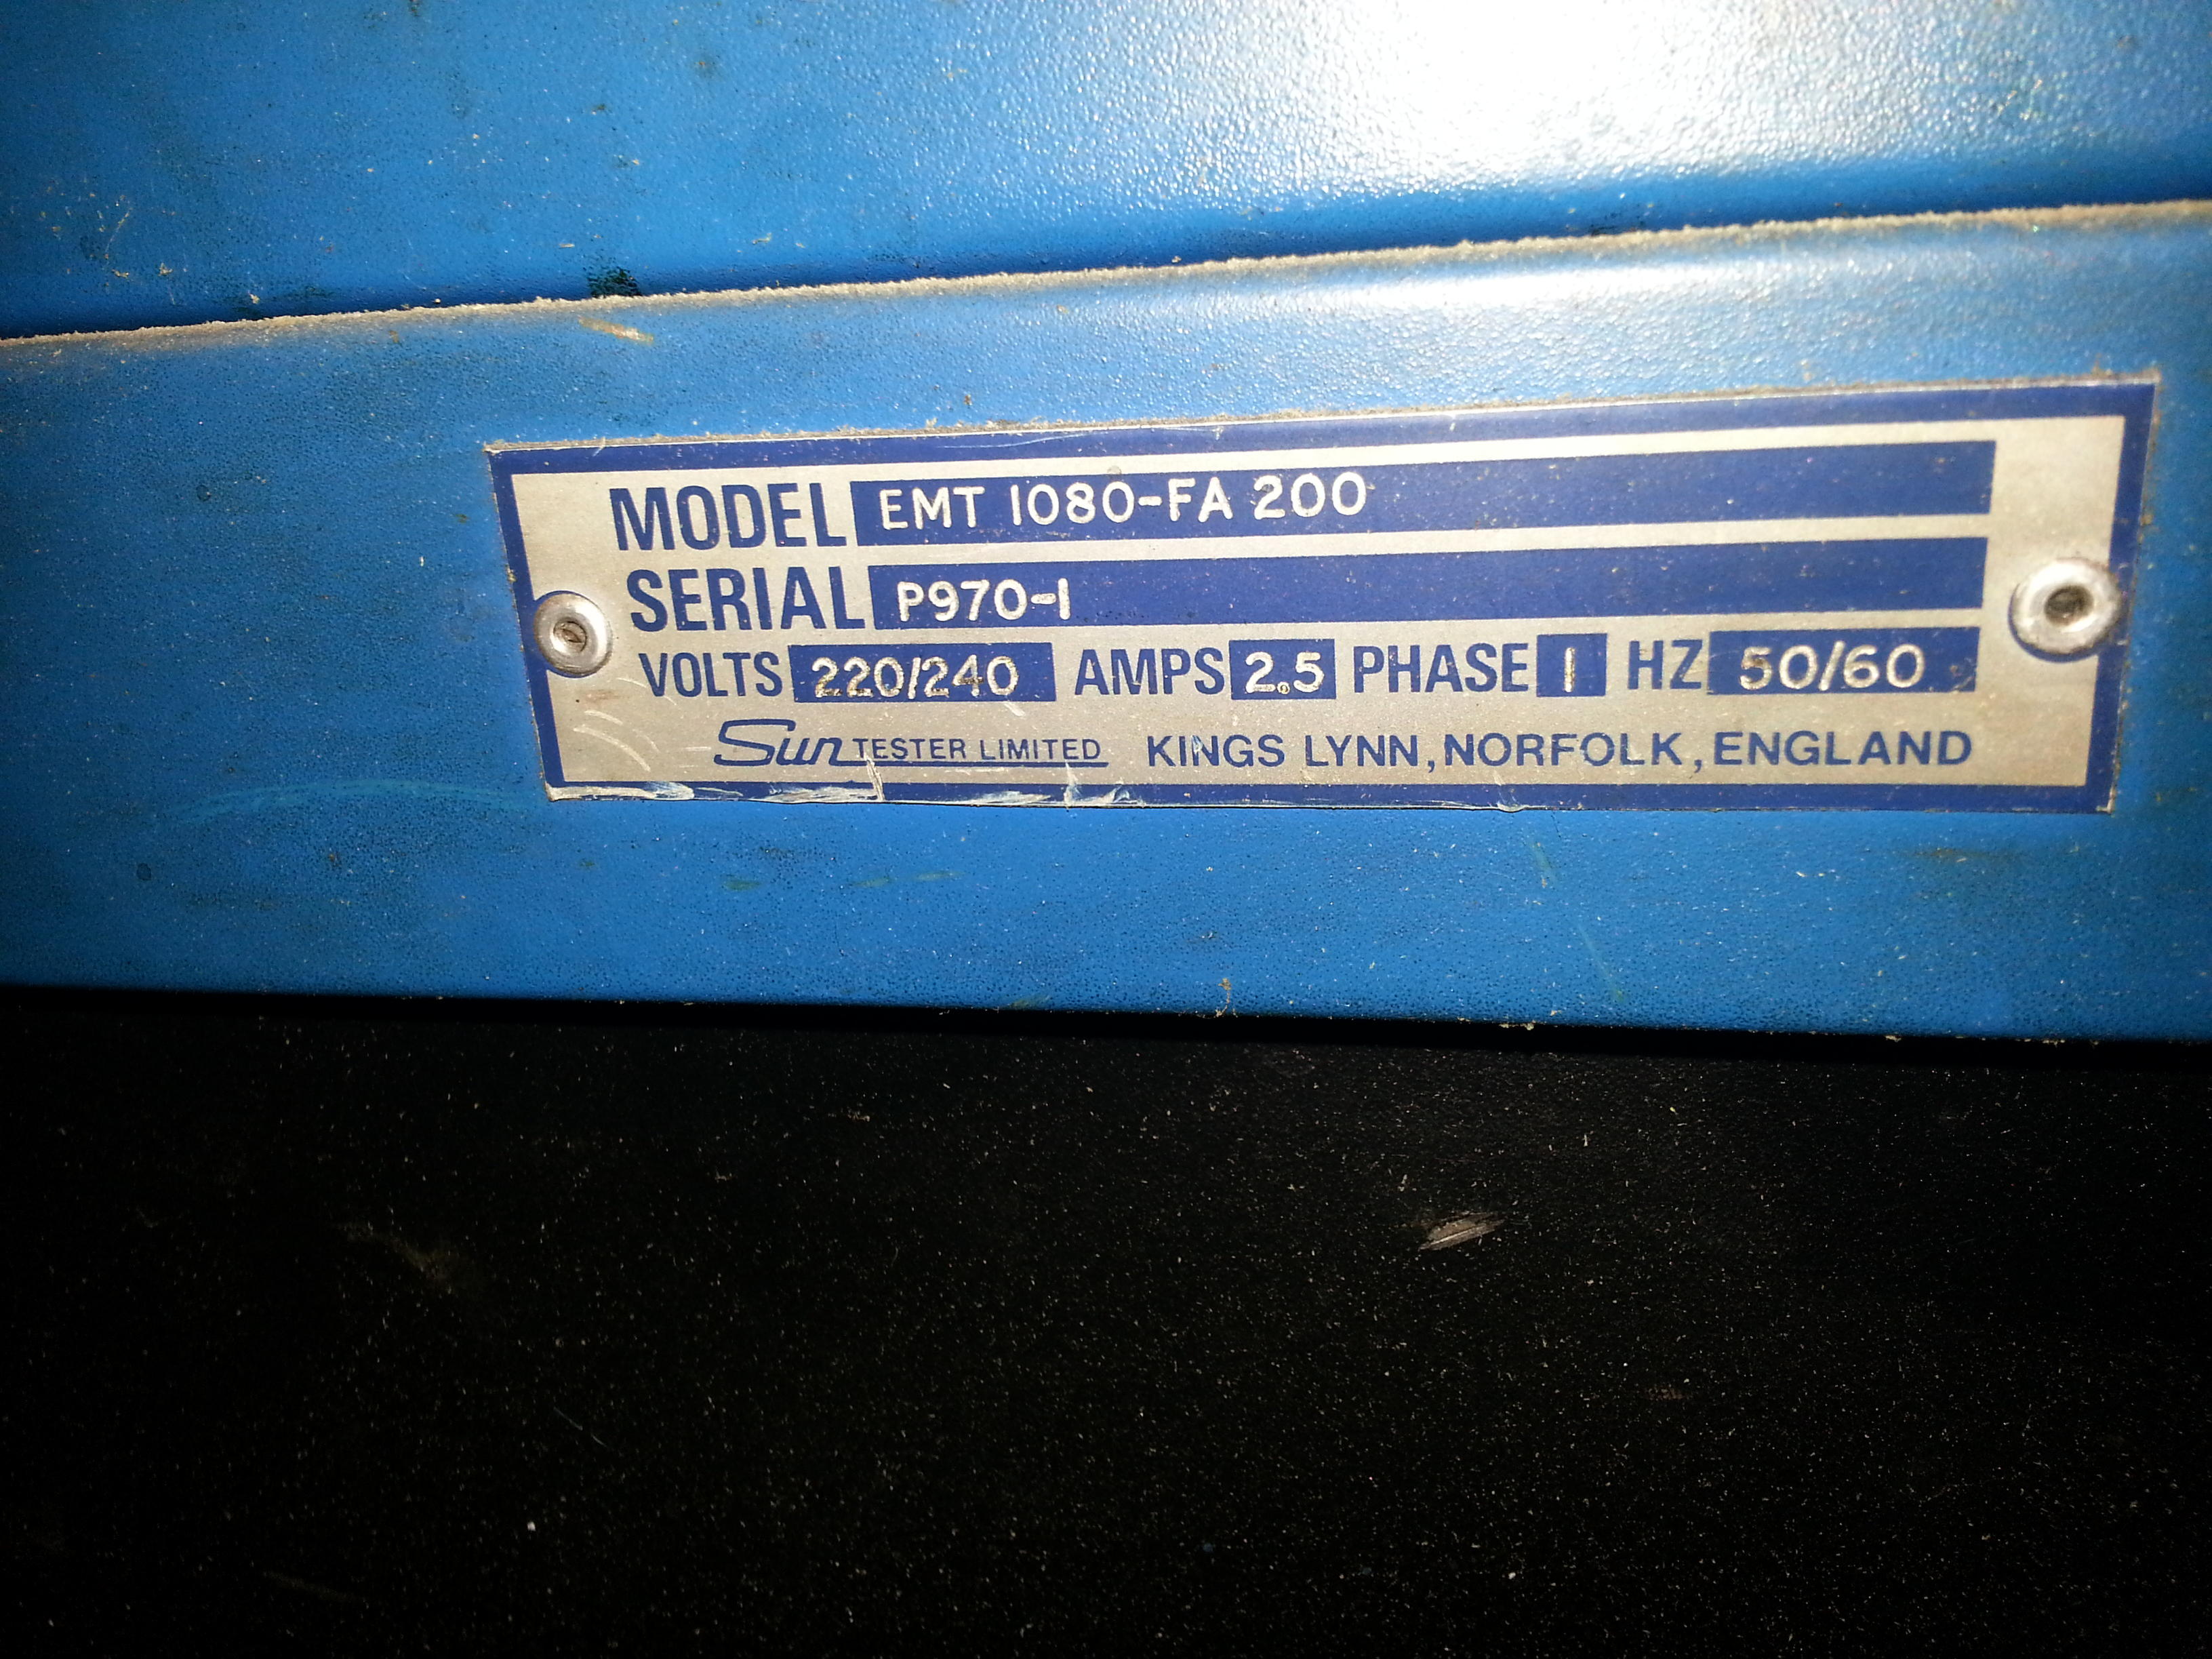 MODEL EMT 1080-FA 200
SERIAL P970-1
VOLTS 220/240 AMPS 2.5 PHASE 1 HZ 50/60
Sun TESTER LIMITED KINGS LYNN, NORFOLK, ENGLAND